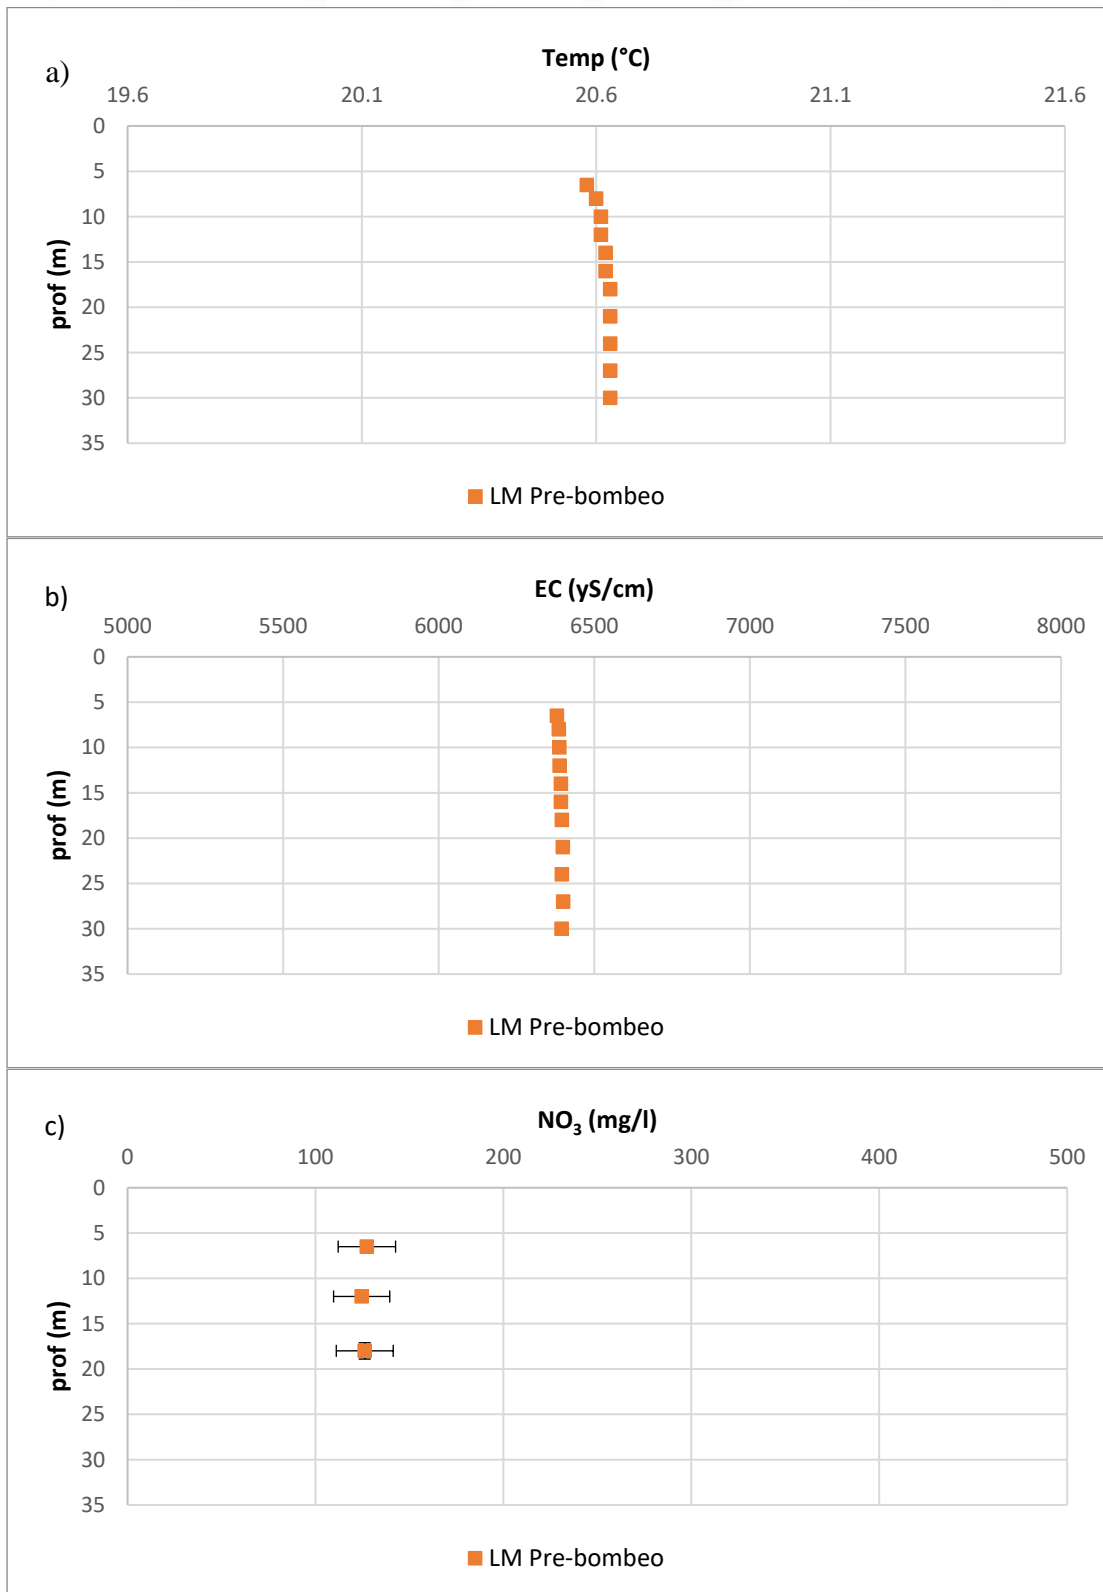 a)
Temp (°C)
19.6 20.1 20.6 21.1 21.6
0
5
10
15
20
25
30
35
prof (m)
LM Pre-bombeo
b)
EC (yS/cm)
5000 5500 6000 6500 7000 7500 8000
0
5
10
15
20
25
30
35
prof (m)
LM Pre-bombeo
c)
NO₃ (mg/l)
0 100 200 300 400 500
0
5
10
15
20
25
30
35
prof (m)
LM Pre-bombeo